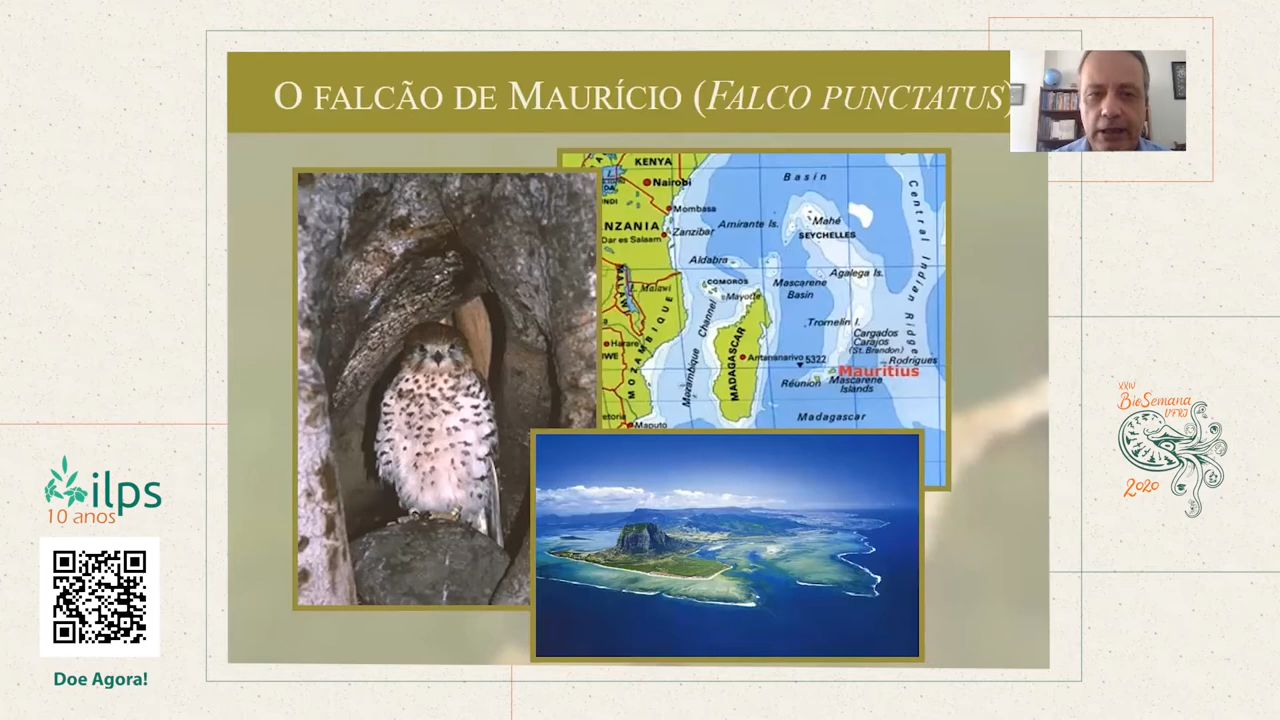 O FALCÃO DE MAURÍCIO (FALCO PUNCTATUS)
KENYA
Nairobi
Mombasa
NZANIA
Zanzibar
Dar es Salaam
Amirante Is.
Basin
Mahé
SEYCHELLES
Central Indian Ridge
Aldabra
COMOROS
Mayotte
Mascarene
Basin
Agalega Is.
L. Malawi
MALAW
MOZAMBIQUE
Mozambique Channel
MADAGASCAR
Antananarivo
5322
Tromelin I.
Cargados
Carajos
(St. Brandon)
Rodrigues
Mauritius
Réunion
Mascarene
Islands
Harare
WE
Maputo
Madagascar
ilps
10 anos
Doe Agora!
XXIV
BioSemana
UFRJ
2020